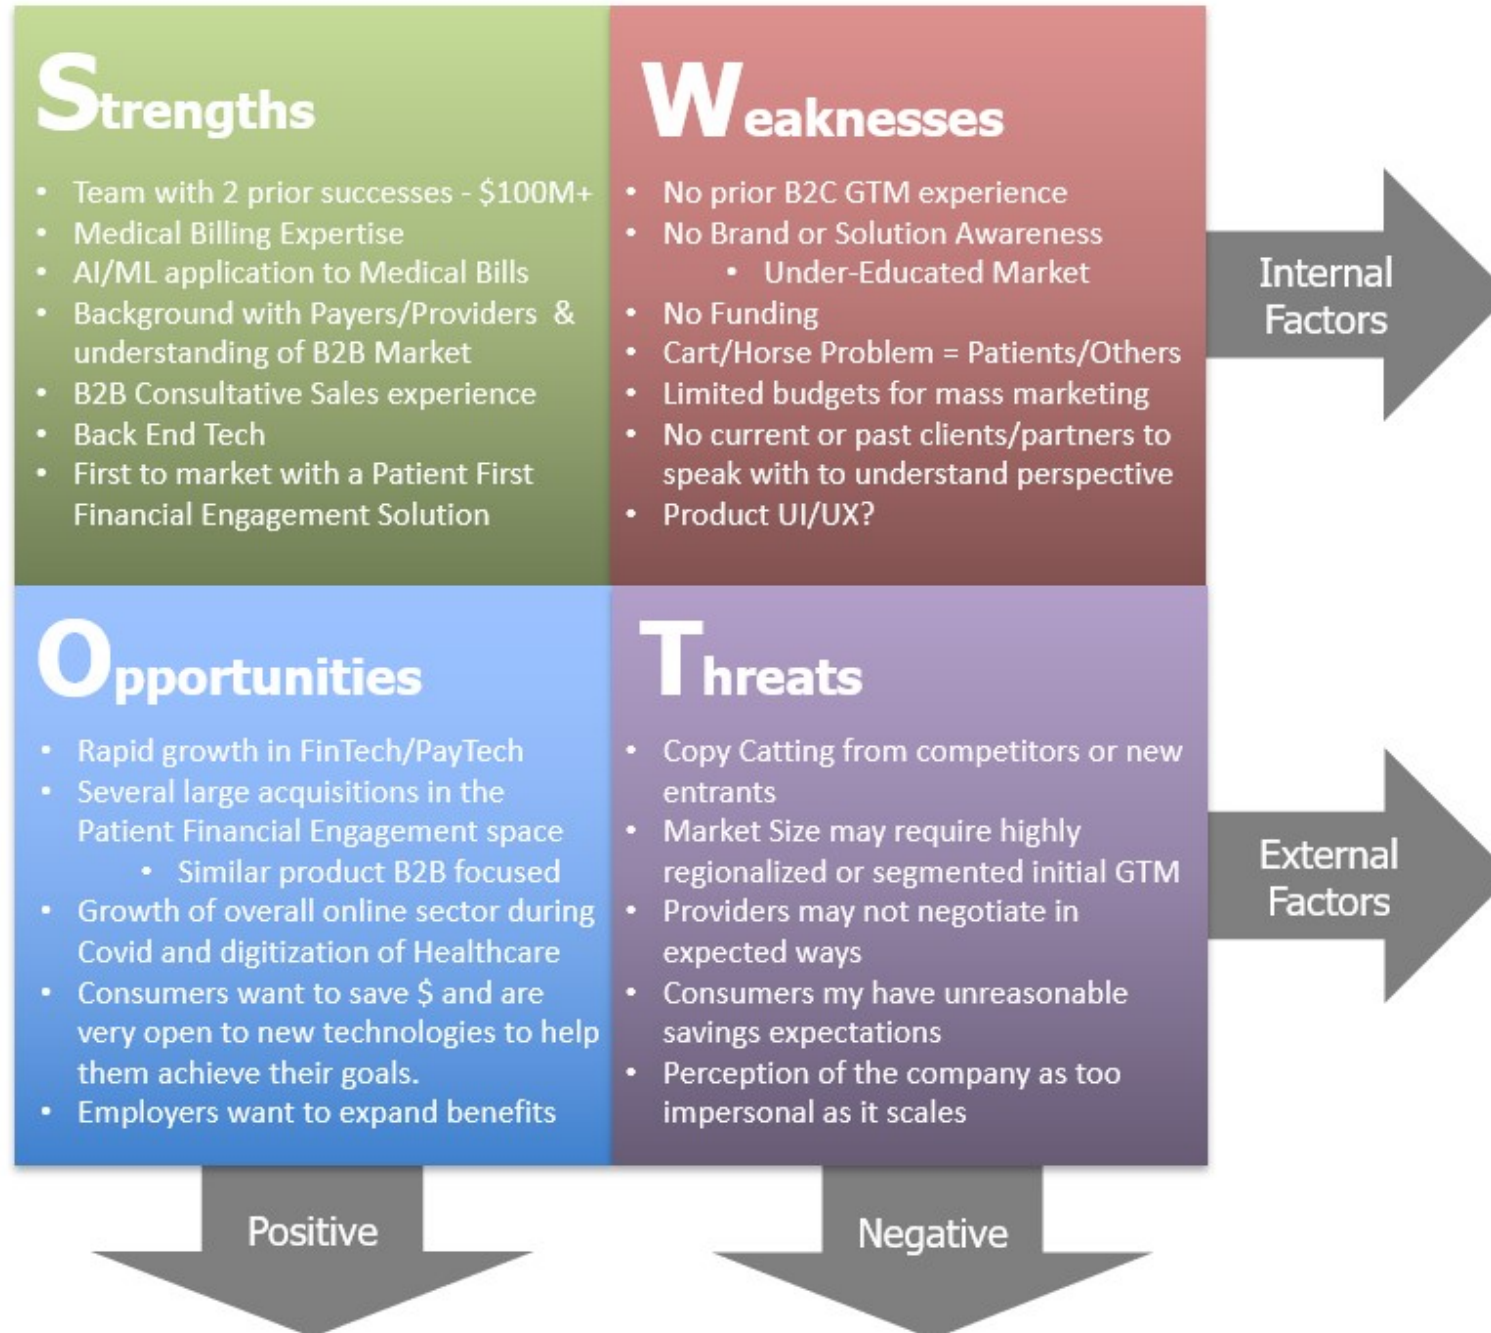 Strengths
• Team with 2 prior successes - $100M+
• Medical Billing Expertise
• AI/ML application to Medical Bills
• Background with Payers/Providers &
understanding of B2B Market
• B2B Consultative Sales experience
• Back End Tech
• First to market with a Patient First
Financial Engagement Solution
Weaknesses
• No prior B2C GTM experience
• No Brand or Solution Awareness
• Under-Educated Market
• No Funding
• Cart/Horse Problem = Patients/Others
• Limited budgets for mass marketing
• No current or past clients/partners to
speak with to understand perspective
• Product UI/UX?
Internal
Factors
Opportunities
• Rapid growth in FinTech/PayTech
• Several large acquisitions in the
Patient Financial Engagement space
• Similar product B2B focused
• Growth of overall online sector during
Covid and digitization of Healthcare
• Consumers want to save $ and are
very open to new technologies to help
them achieve their goals.
• Employers want to expand benefits
Threats
• Copy Catting from competitors or new
entrants
• Market Size may require highly
regionalized or segmented initial GTM
• Providers may not negotiate in
expected ways
• Consumers my have unreasonable
savings expectations
• Perception of the company as too
impersonal as it scales
External
Factors
Positive
Negative